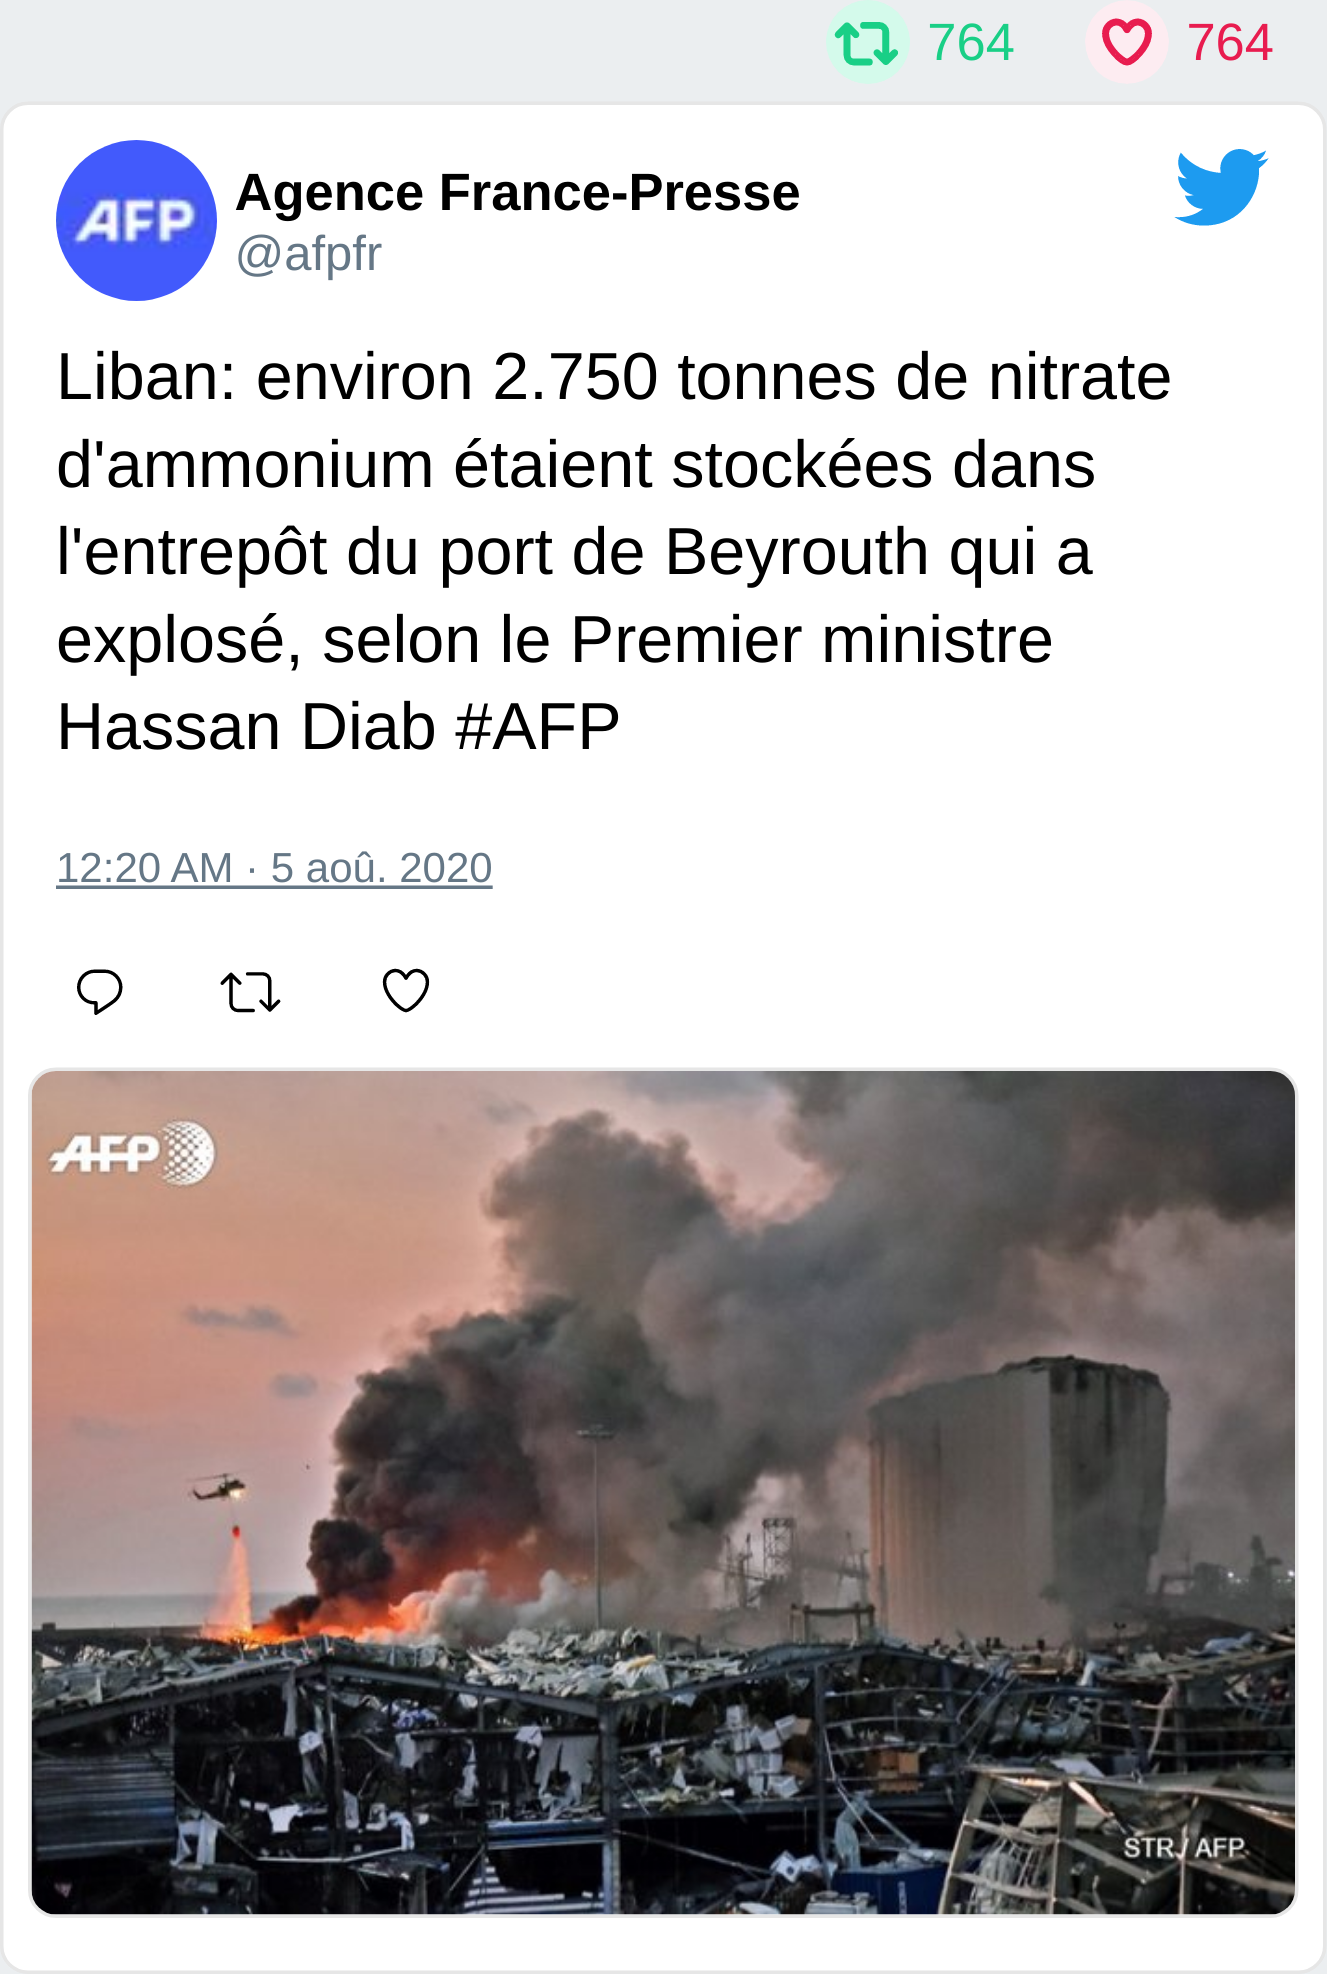 764 764
AFP
Agence France-Presse
@afpfr
Liban: environ 2.750 tonnes de nitrate
d'ammonium étaient stockées dans
l'entrepôt du port de Beyrouth qui a
explosé, selon le Premier ministre
Hassan Diab #AFP
12:20 AM · 5 aoû. 2020
AFP
STR / AFP